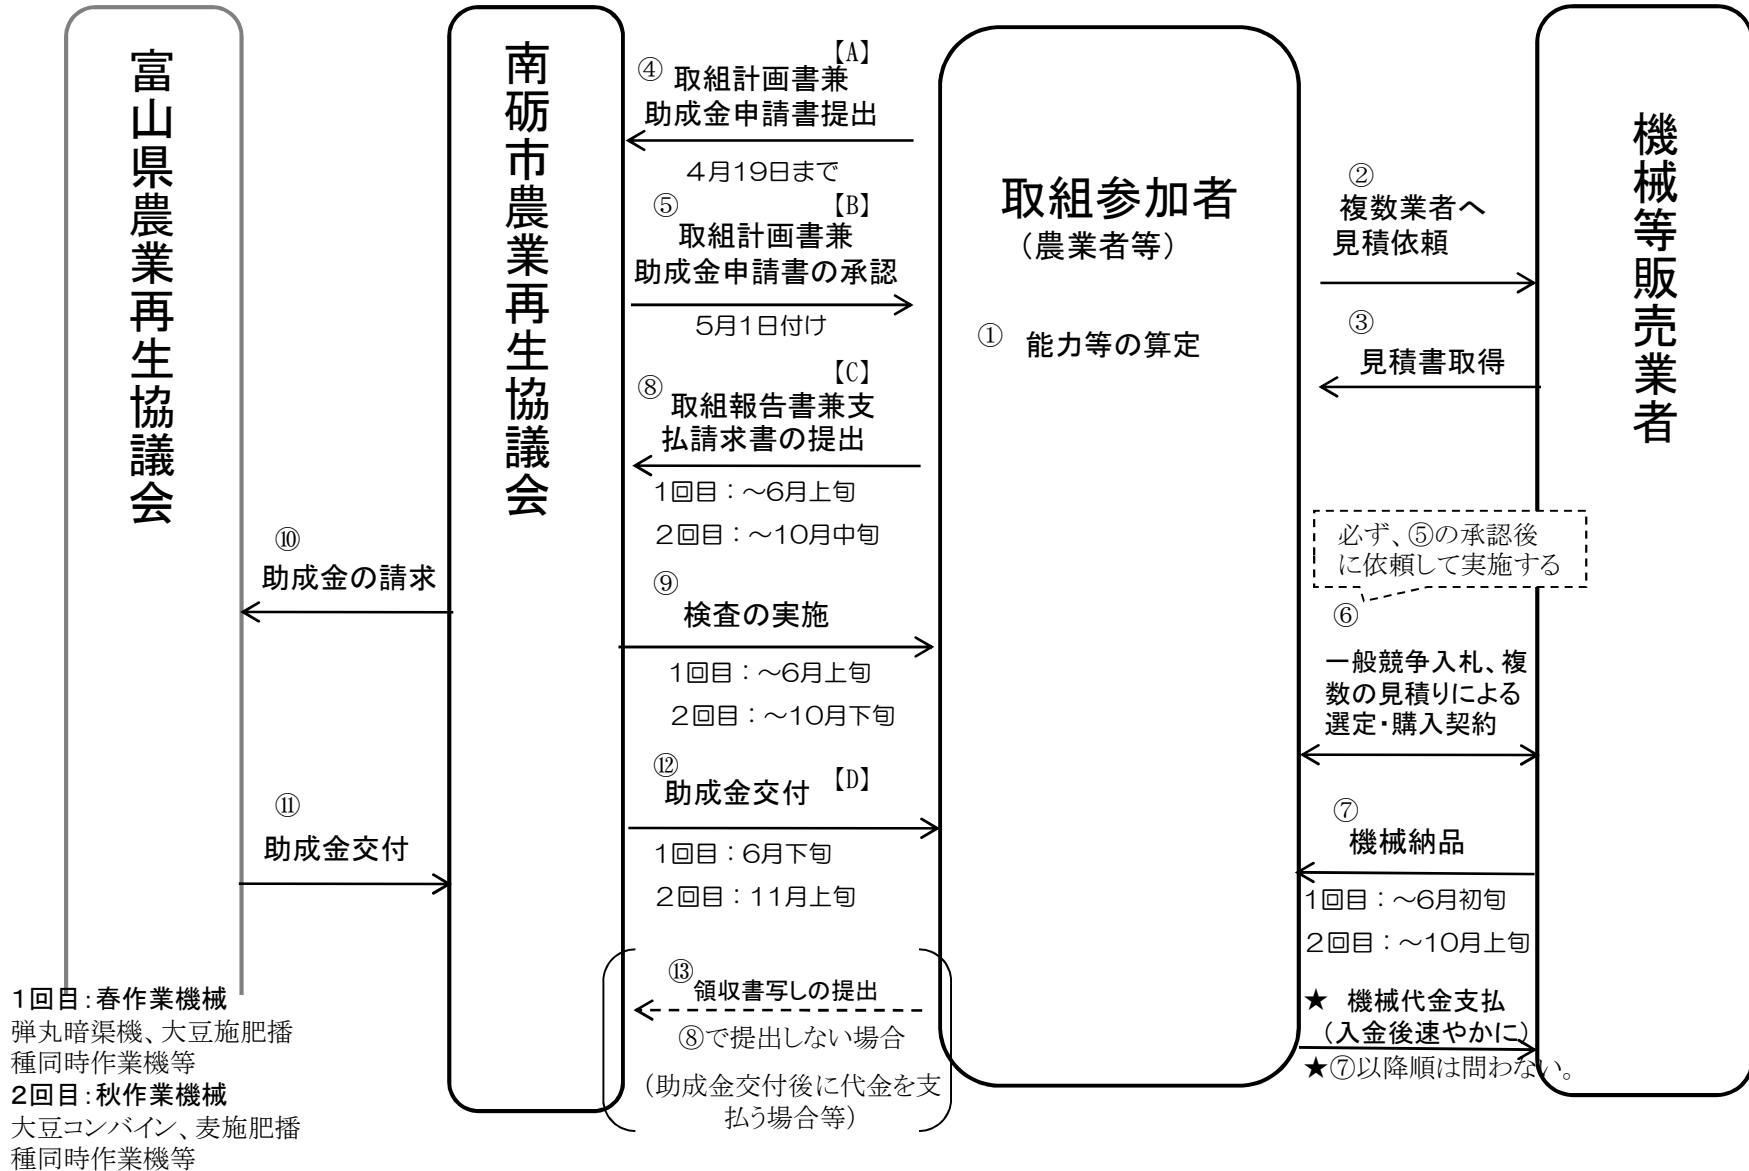 富山県農業再生協議会
南砺市農業再生協議会
取組参加者
（農業者等）
① 能力等の算定
機械等販売業者
④ 取組計画書兼【A】
助成金申請書提出
４月19日まで
⑤ 【B】
取組計画書兼
助成金申請書の承認
５月１日付け
【C】
⑧ 取組報告書兼支
払請求書の提出
１回目：～６月上旬
２回目：～10月中旬
⑨
検査の実施
１回目：～６月上旬
２回目：～10月下旬
⑫ 助成金交付 【D】
１回目：６月下旬
２回目：11月上旬
⑬ 領収書写しの提出
⑧で提出しない場合
（助成金交付後に代金を支
払う場合等）
⑩
助成金の請求
⑪
助成金交付
②
複数業者へ
見積依頼
③
見積書取得
必ず、⑤の承認後
に依頼して実施する
⑥
一般競争入札、複
数の見積りによる
選定・購入契約
⑦
機械納品
１回目：～６月初旬
２回目：～10月上旬
★ 機械代金支払
（入金後速やかに）
★⑦以降順は問わない。
１回目：春作業機械
弾丸暗渠機、大豆施肥播
種同時作業機等
２回目：秋作業機械
大豆コンバイン、麦施肥播
種同時作業機等